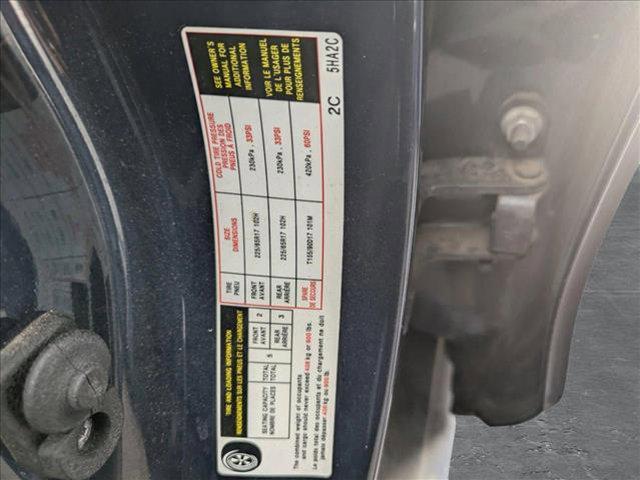 TIRE AND LOADING INFORMATION
RENSEIGNEMENTS SUR LES PNEUS ET LE CHARGEMENT
SEATING CAPACITY TOTAL 5 FRONT 2 REAR 3
NOMBRE DE PLACES TOTAL AVANT ARRIÈRE
The combined weight of occupants
and cargo should never exceed 408 kg or 900 lbs.
Le poids total des occupants et du chargement ne doit
jamais dépasser 408 kg ou 900 lb.
TIRE SIZE COLD TIRE PRESSURE
PNEU DIMENSIONS PRESSION DES
PNEUS À FROID
FRONT 225/65R17 102H 230kPa , 33PSI
AVANT
REAR 225/65R17 102H 230kPa , 33PSI
ARRIÈRE
SPARE T155/90D17 101M 420kPa , 60PSI
DE SECOURS
SEE OWNER'S
MANUAL FOR
ADDITIONAL
INFORMATION
VOIR LE MANUEL
DE L'USAGER
POUR PLUS DE
RENSEIGNEMENTS
2C 5HA2C